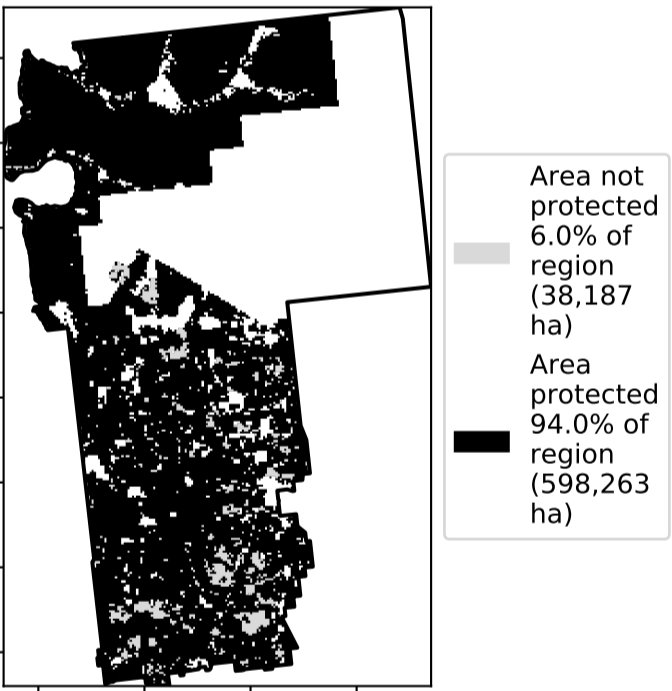 Area not
protected
6.0% of
region
(38,187
ha)
Area
protected
94.0% of
region
(598,263
ha)